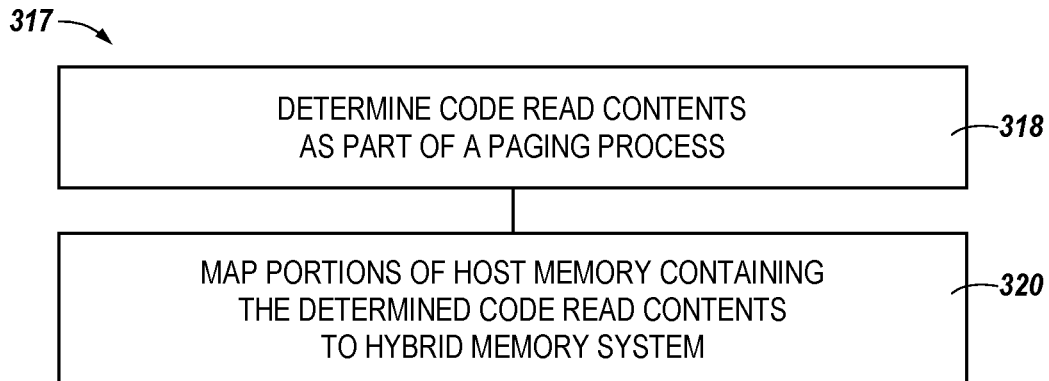 317
DETERMINE CODE READ CONTENTS
AS PART OF A PAGING PROCESS
318
MAP PORTIONS OF HOST MEMORY CONTAINING
THE DETERMINED CODE READ CONTENTS
TO HYBRID MEMORY SYSTEM
320